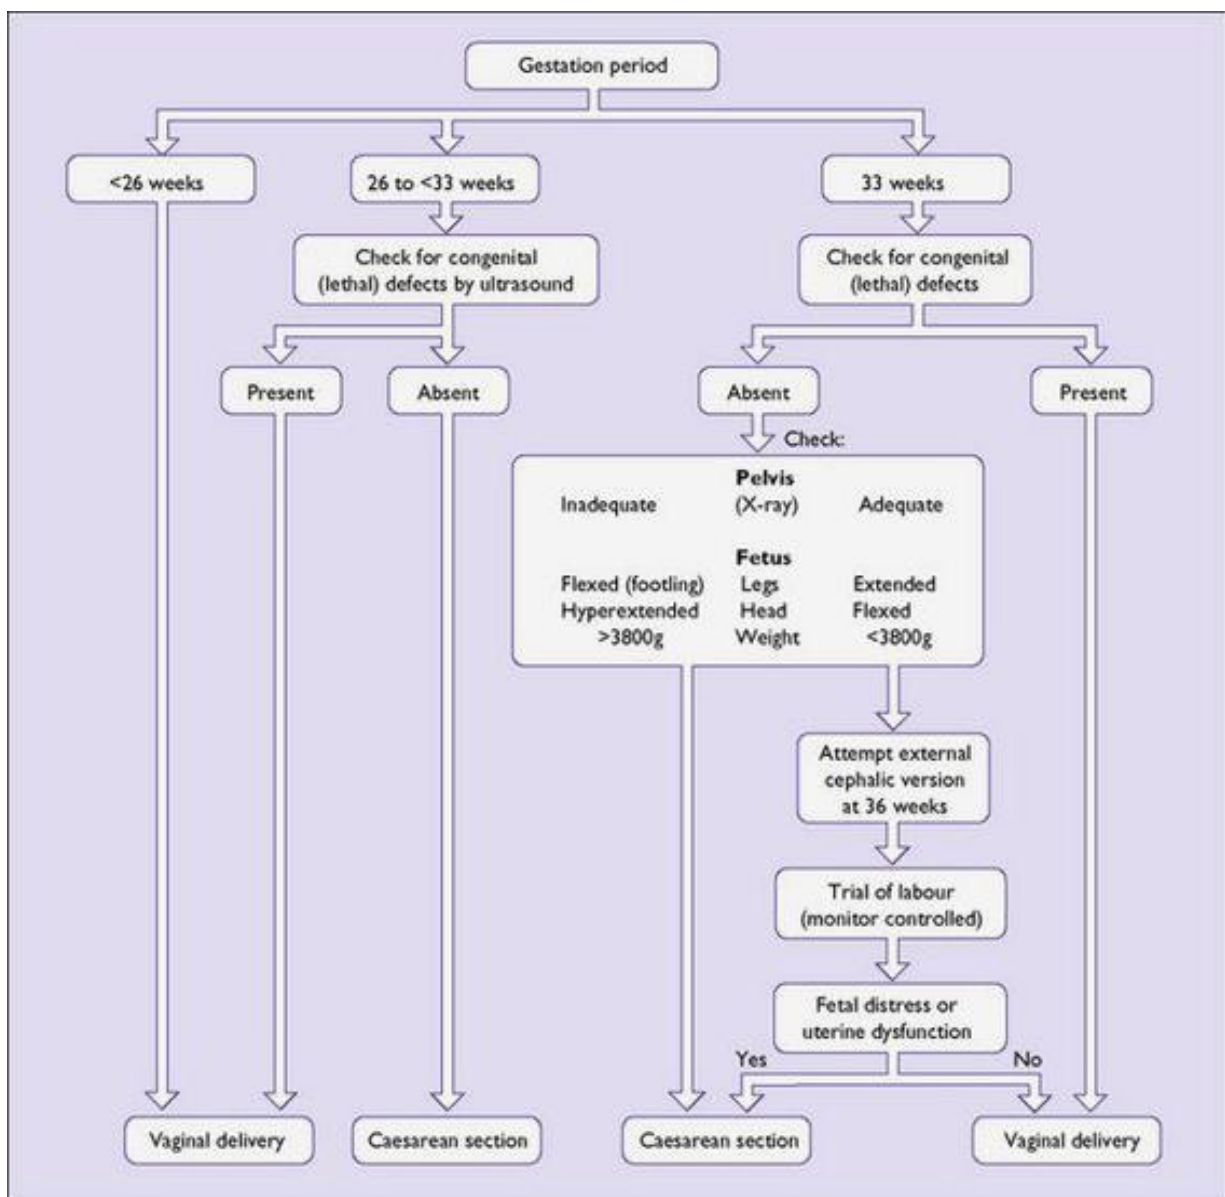 Gestation period
<26 weeks
26 to <33 weeks
33 weeks
Check for congenital
(lethal) defects by ultrasound
Check for congenital
(lethal) defects
Present
Absent
Absent
Present
Check:
Pelvis
Inadequate (X-ray) Adequate
Fetus
Flexed (footling) Legs Extended
Hyperextended Head Flexed
>3800g Weight <3800g
Attempt external
cephalic version
at 36 weeks
Trial of labour
(monitor controlled)
Fetal distress or
uterine dysfunction
Yes
No
Vaginal delivery
Caesarean section
Caesarean section
Vaginal delivery